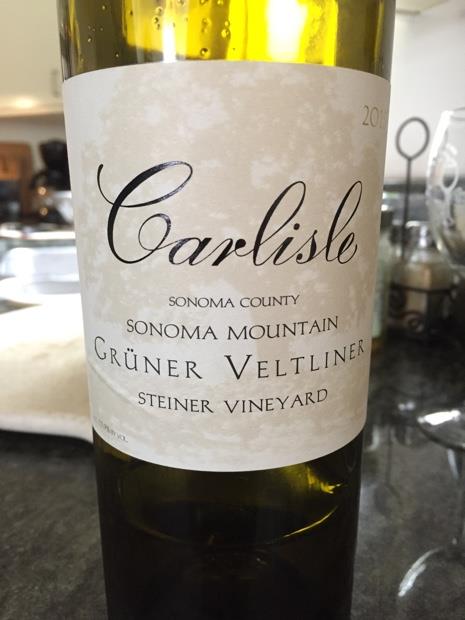 Carlisle
SONOMA COUNTY
SONOMA MOUNTAIN
GRÜNER VELTLINER
STEINER VINEYARD